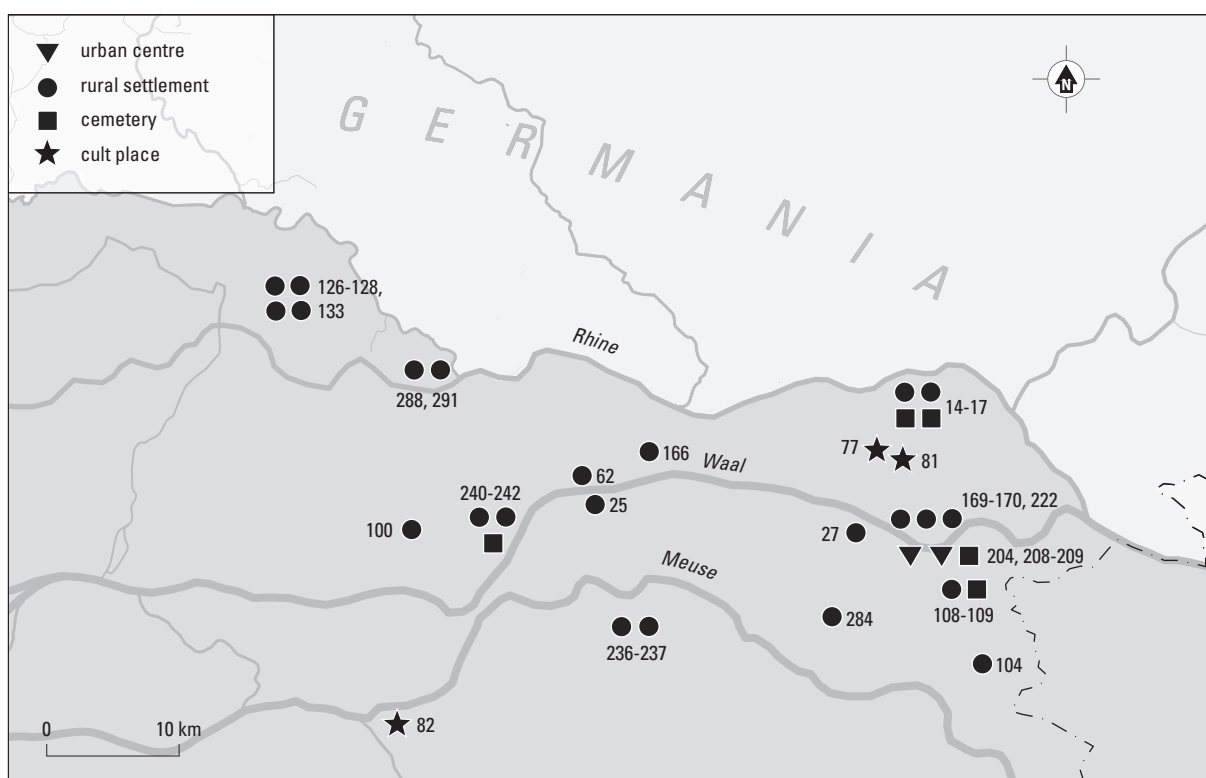 urban centre
rural settlement
cemetery
cult place
N
GERMANIA
126-128,
133
Rhine
288, 291
14-17
77
81
166
Waal
62
25
240-242
100
169-170, 222
27
204, 208-209
Meuse
108-109
284
236-237
104
82
0 10 km